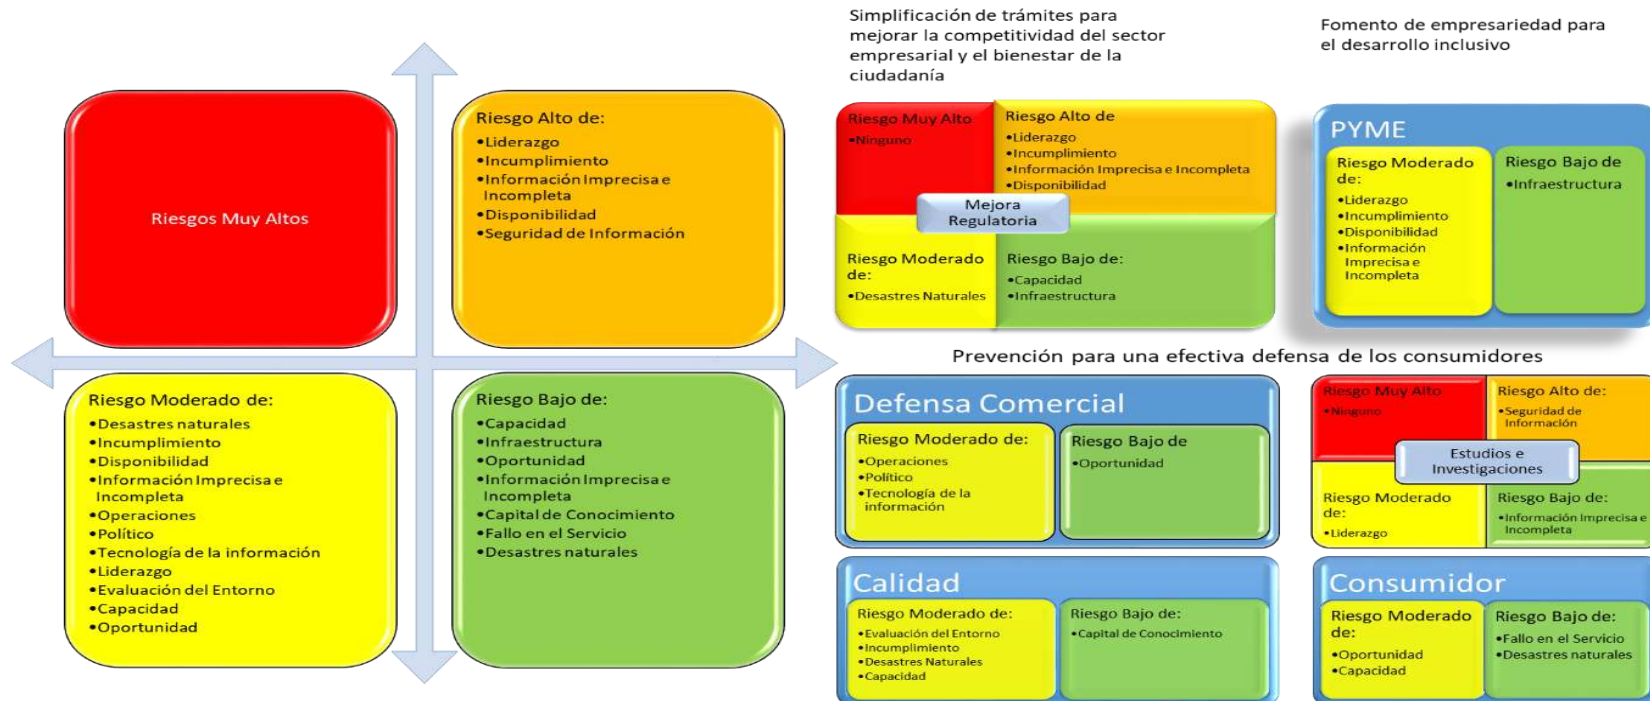 Riesgos Muy Altos
Riesgo Alto de:
•Liderazgo
•Incumplimiento
•Información Imprecisa e
Incompleta
•Disponibilidad
•Seguridad de Información
Riesgo Moderado de:
•Desastres naturales
•Incumplimiento
•Disponibilidad
•Información Imprecisa e
Incompleta
•Operaciones
•Político
•Tecnología de la información
•Liderazgo
•Evaluación del Entorno
•Capacidad
•Oportunidad
Riesgo Bajo de:
•Capacidad
•Infraestructura
•Oportunidad
•Información Imprecisa e
Incompleta
•Capital de Conocimiento
•Fallo en el Servicio
•Desastres naturales
Simplificación de trámites para
mejorar la competitividad del sector
empresarial y el bienestar de la
ciudadanía
Riesgo Muy Alto
•Ninguno
Riesgo Alto de
•Liderazgo
•Incumplimiento
•Información Imprecisa e Incompleta
•Disponibilidad
Mejora
Regulatoria
Riesgo Moderado
de:
•Desastres Naturales
Riesgo Bajo de:
•Capacidad
•Infraestructura
Fomento de empresariedad para
el desarrollo inclusivo
PYME
Riesgo Moderado
de:
•Liderazgo
•Incumplimiento
•Disponibilidad
•Información
Imprecisa e
Incompleta
Riesgo Bajo de
•Infraestructura
Prevención para una efectiva defensa de los consumidores
Defensa Comercial
Riesgo Moderado de:
•Operaciones
•Político
•Tecnología de la
información
Riesgo Bajo de
•Oportunidad
Riesgo Muy Alto
•Ninguno
Riesgo Alto de:
•Seguridad de
Información
Estudios e
Investigaciones
Riesgo Moderado
de:
•Liderazgo
Riesgo Bajo de:
•Información Imprecisa e
Incompleta
Calidad
Riesgo Moderado de:
•Evaluación del Entorno
•Incumplimiento
•Desastres Naturales
•Capacidad
Riesgo Bajo de:
•Capital de Conocimiento
Consumidor
Riesgo Moderado
de:
•Oportunidad
•Capacidad
Riesgo Bajo de:
•Fallo en el Servicio
•Desastres naturales